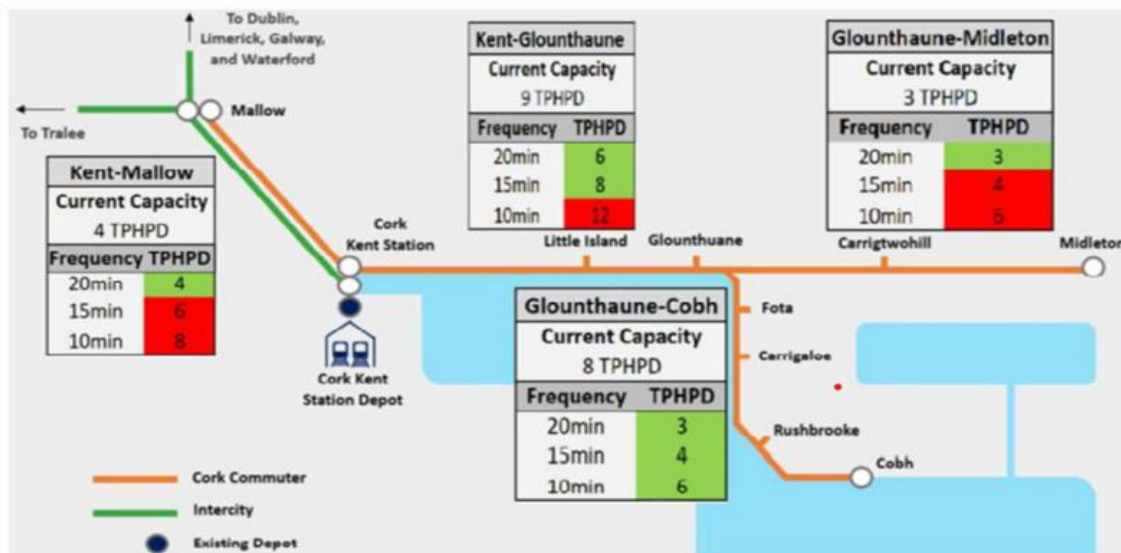 To Dublin,
Limerick, Galway,
and Waterford
Mallow
To Tralee
Kent-Mallow
Current Capacity
4 TPHPD
Frequency TPHPD
20min 4
15min 6
10min 8
Kent-Glounthaune
Current Capacity
9 TPHPD
Frequency TPHPD
20min 6
15min 8
10min 12
Glounthaune-Midleton
Current Capacity
3 TPHPD
Frequency TPHPD
20min 3
15min 4
10min 6
Cork
Kent Station
Little Island
Glounthuane
Carrigtwohill
Midleton
Glounthaune-Cobh
Current Capacity
8 TPHPD
Frequency TPHPD
20min 3
15min 4
10min 6
Fota
Carrigaloe
Rushbrooke
Cobh
Cork Kent
Station Depot
Cork Commuter
Intercity
Existing Depot